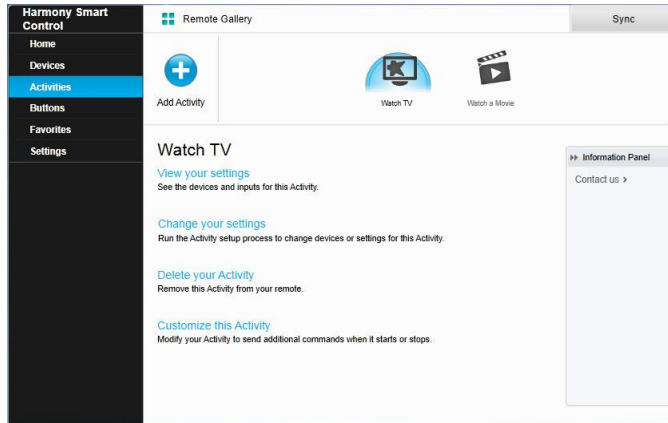 Harmony Smart
Control
Home
Devices
Activities
Buttons
Favorites
Settings
Remote Gallery
Sync
Add Activity
Watch TV
Watch a Movie
Watch TV
View your settings
See the devices and inputs for this Activity.
Change your settings
Run the Activity setup process to change devices or settings for this Activity.
Delete your Activity
Remove this Activity from your remote.
Customize this Activity
Modify your Activity to send additional commands when it starts or stops.
Information Panel
Contact us >